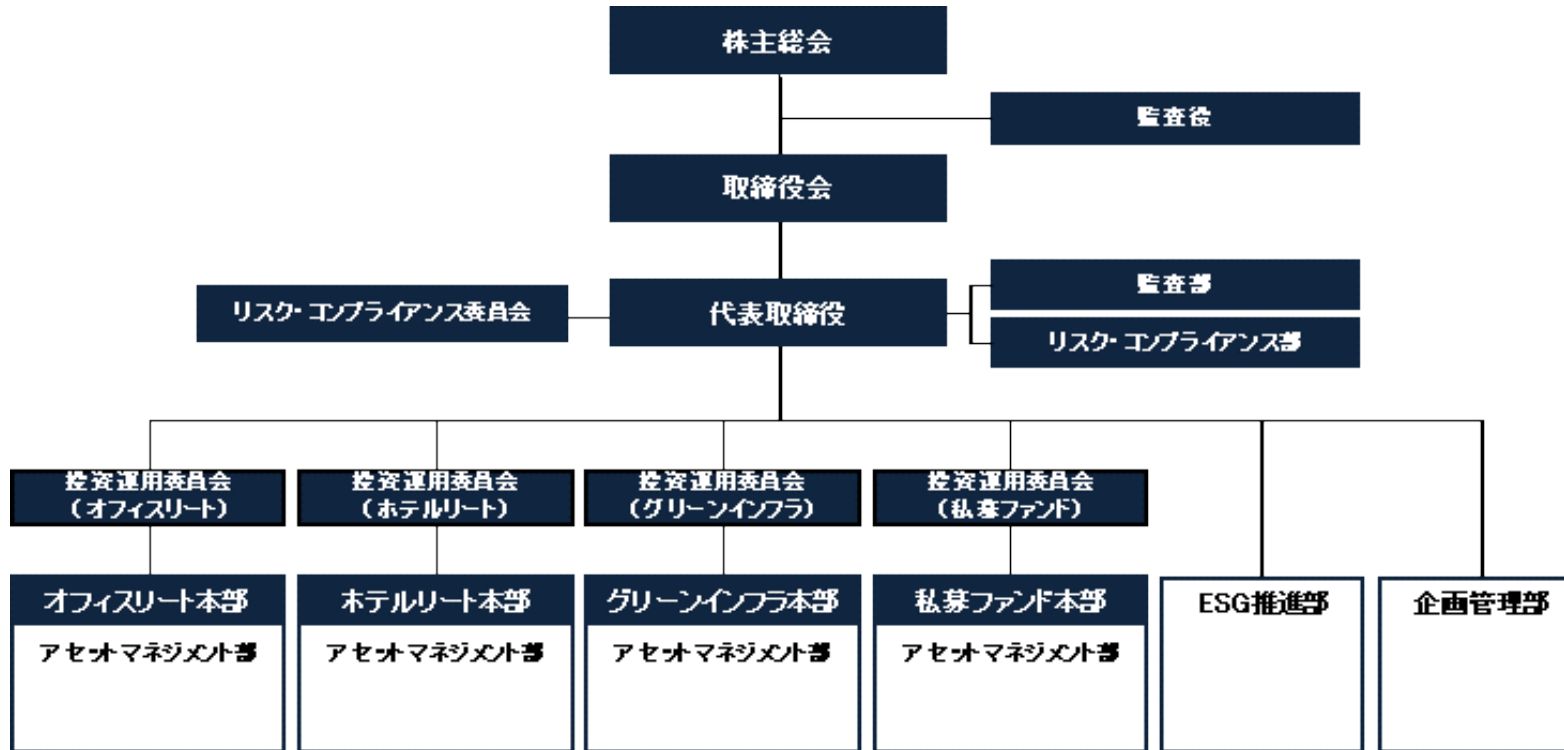 株主総会
監査役
取締役会
監査部
リスク・コンプライアンス委員会
代表取締役
リスク・コンプライアンス部
投資運用委員会
（オフィスリート）
投資運用委員会
（ホテルリート）
投資運用委員会
（グリーンインフラ）
投資運用委員会
（私募ファンド）
オフィスリート本部
アセットマネジメント部
ホテルリート本部
アセットマネジメント部
グリーンインフラ本部
アセットマネジメント部
私募ファンド本部
アセットマネジメント部
ESG推進部
企画管理部